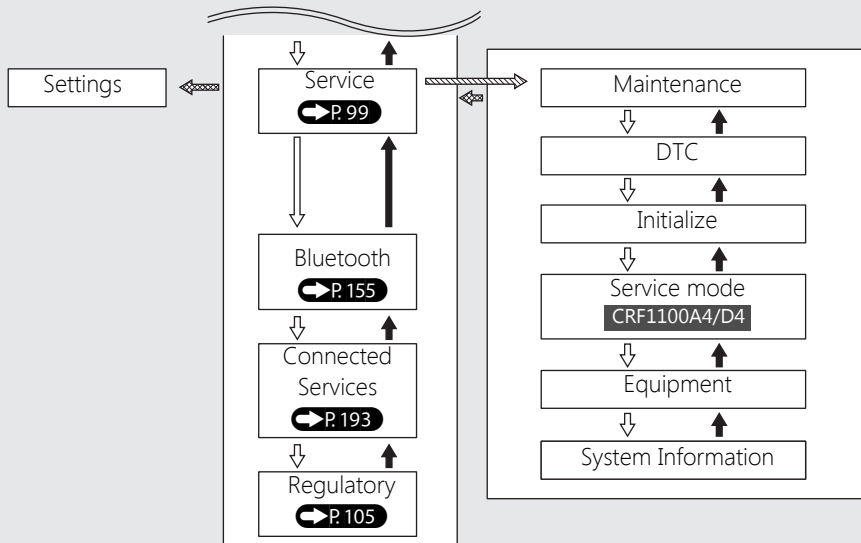 Settings
Service
P. 99
Bluetooth
P. 155
Connected
Services
P. 193
Regulatory
P. 105
Maintenance
DTC
Initialize
Service mode
CRF1100A4/D4
Equipment
System Information